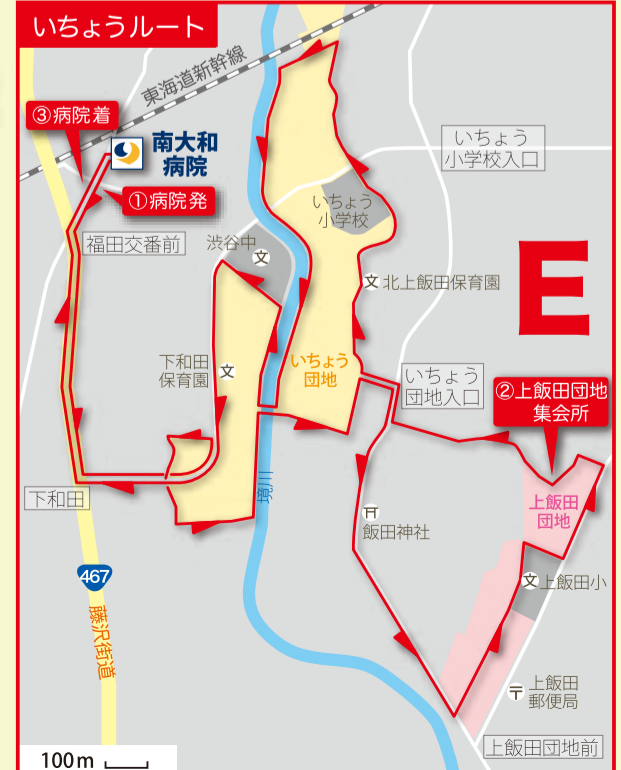 いちょうルート
東海道新幹線
③病院着
南大和
病院
①病院発
福田交番前
渋谷中
文
いちょう
小学校
いちょう
小学校入口
E
文 北上飯田保育園
下和田
保育園
文
いちょう
団地
いちょう
団地入口
②上飯田団地
集会所
下和田
境川
飯田神社
上飯田
団地
文 上飯田小
467
藤沢街道
〒 上飯田
郵便局
上飯田団地前
100m